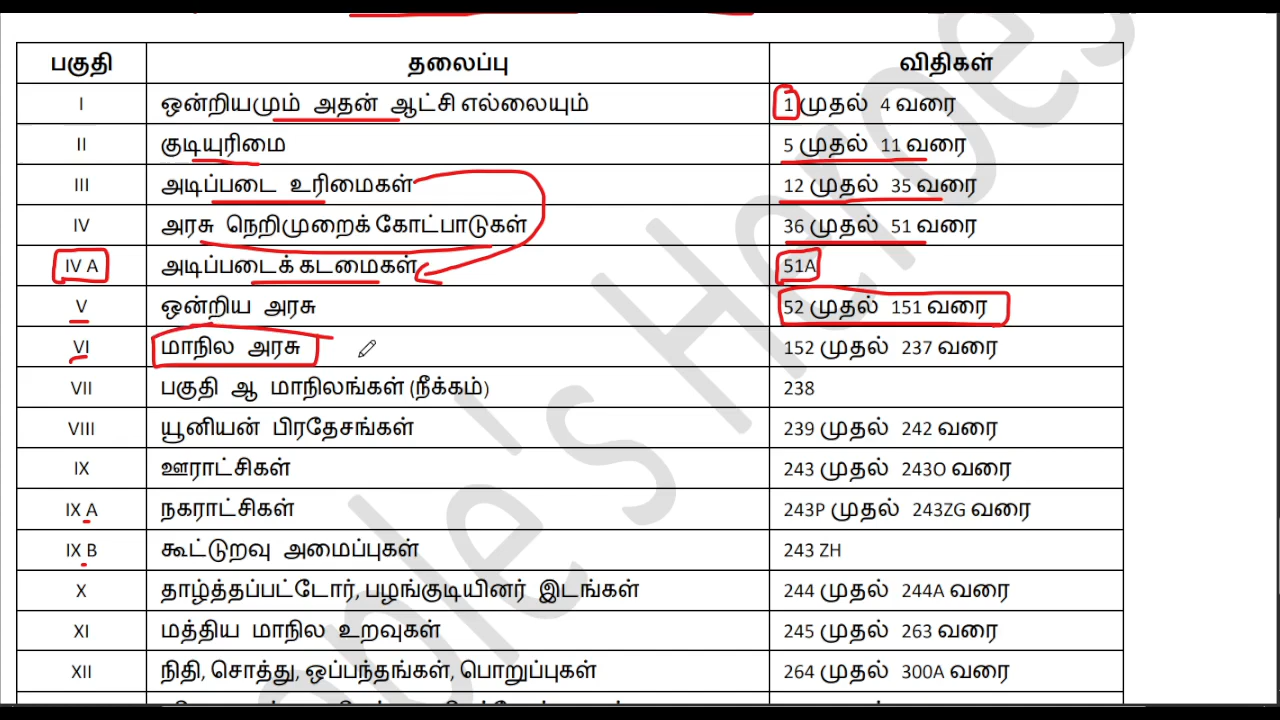 பகுதி தலைப்பு விதிகள்
I ஒன்றியமும் அதன் ஆட்சி எல்லையும் 1 முதல் 4 வரை
II குடியுரிமை 5 முதல் 11 வரை
III அடிப்படை உரிமைகள் 12 முதல் 35 வரை
IV அரசு நெறிமுறைக் கோட்பாடுகள் 36 முதல் 51 வரை
IV A அடிப்படைக் கடமைகள் 51A
V ஒன்றிய அரசு 52 முதல் 151 வரை
VI மாநில அரசு 152 முதல் 237 வரை
VII பகுதி ஆ மாநிலங்கள் (நீக்கம்) 238
VIII யூனியன் பிரதேசங்கள் 239 முதல் 242 வரை
IX ஊராட்சிகள் 243 முதல் 243O வரை
IX A நகராட்சிகள் 243P முதல் 243ZG வரை
IX B கூட்டுறவு அமைப்புகள் 243 ZH
X தாழ்த்தப்பட்டோர், பழங்குடியினர் இடங்கள் 244 முதல் 244A வரை
XI மத்திய மாநில உறவுகள் 245 முதல் 263 வரை
XII நிதி, சொத்து, ஒப்பந்தங்கள், பொறுப்புகள் 264 முதல் 300A வரை